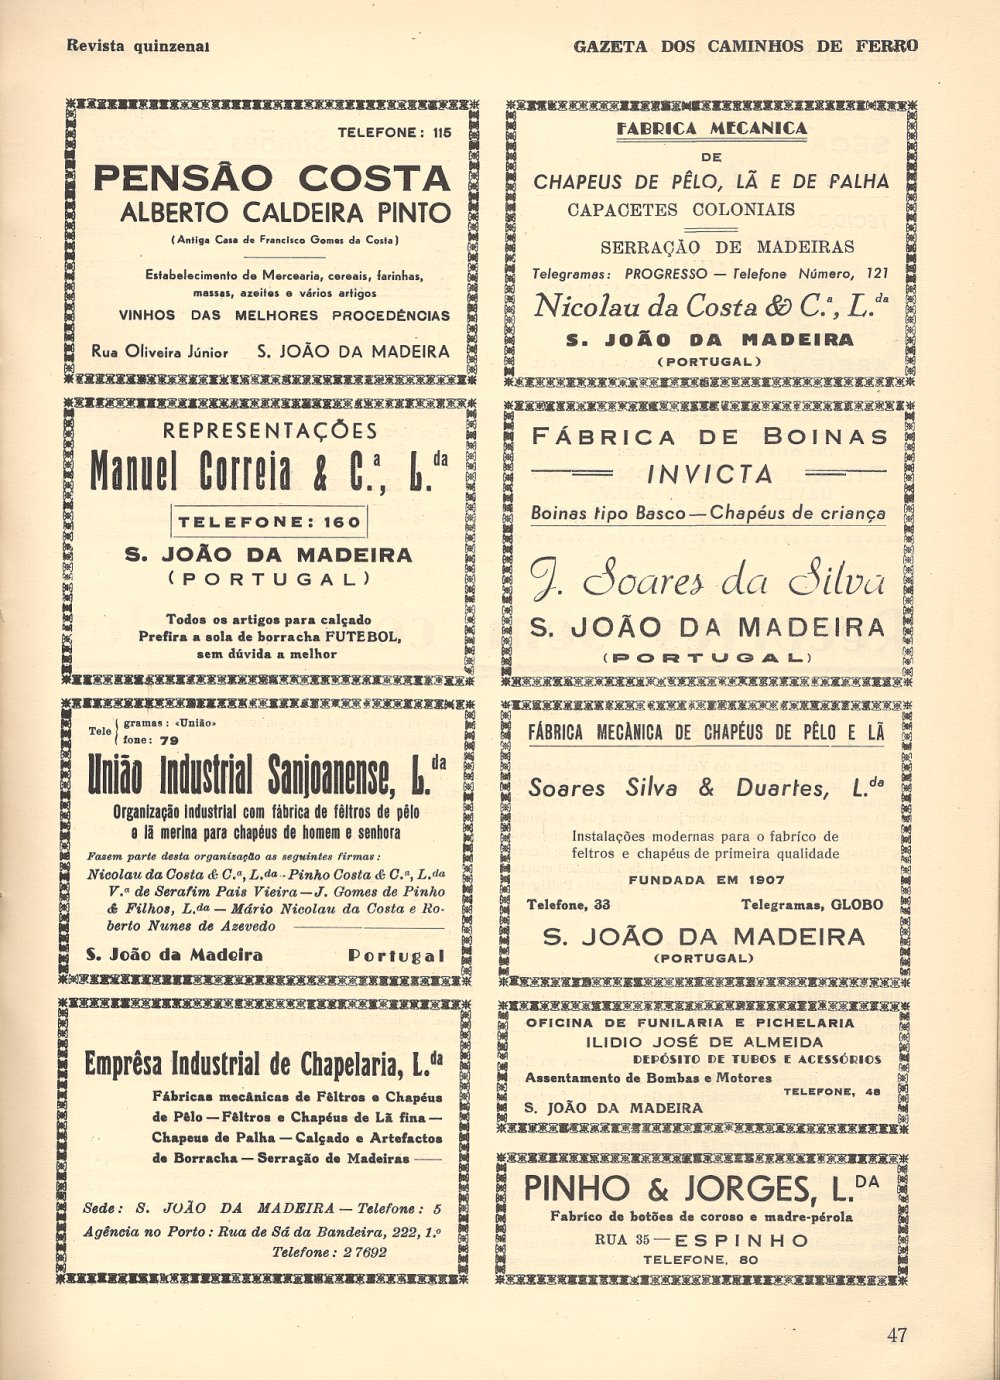 Revista quinzenal
GAZETA DOS CAMINHOS DE FERRO
TELEFONE: 115
PENSÃO COSTA
ALBERTO CALDEIRA PINTO
(Antiga Casa de Francisco Gomes da Costa)
Estabelecimento de Mercearia, cereais, farinhas,
massas, azeites e vários artigos
VINHOS DAS MELHORES PROCEDÊNCIAS
Rua Oliveira Júnior S. JOÃO DA MADEIRA
REPRESENTAÇÕES
Manuel Correia & C.ª, L.da
TELEFONE: 160
S. JOÃO DA MADEIRA
(PORTUGAL)
Todos os artigos para calçado
Prefira a sola de borracha FUTEBOL,
sem dúvida a melhor
Tele { gramas: «União»
fone: 79
União Industrial Sanjoanense, L.da
Organização industrial com fábrica de fêltros de pêlo
e lã merina para chapéus de homem e senhora
Fasem parte desta organização as seguintes firmas:
Nicolau da Costa & C.ª, L.da - Pinho Costa & C.ª, L.da
V.ª de Serafim Pais Vieira — J. Gomes de Pinho
& Filhos, L.da — Mário Nicolau da Costa e Ro-
berto Nunes de Azevedo
S. João da Madeira Portugal
Emprêsa Industrial de Chapelaria, L.da
Fábricas mecânicas de Fêltros e Chapéus
de Pêlo — Fêltros e Chapéus de Lã fina —
Chapeus de Palha — Calçado e Artefactos
de Borracha — Serração de Madeiras —
Sede: S. JOÃO DA MADEIRA — Telefone: 5
Agência no Porto: Rua de Sá da Bandeira, 222, 1.º
Telefone: 2 7692
FABRICA MECANICA
DE
CHAPEUS DE PÊLO, LÃ E DE PALHA
CAPACETES COLONIAIS
SERRAÇÃO DE MADEIRAS
Telegramas: PROGRESSO — Telefone Número, 121
Nicolau da Costa & C.ª, L.da
S. JOÃO DA MADEIRA
(PORTUGAL)
FÁBRICA DE BOINAS
INVICTA
Boinas tipo Basco — Chapéus de criança
J. Soares da Silva
S. JOÃO DA MADEIRA
(PORTUGAL)
FÁBRICA MECÀNICA DE CHAPÉUS DE PÊLO E LÃ
Soares Silva & Duartes, L.da
Instalações modernas para o fabríco de
feltros e chapéus de primeira qualidade
FUNDADA EM 1907
Telefone, 33 Telegramas, GLOBO
S. JOÃO DA MADEIRA
(PORTUGAL)
OFICINA DE FUNILARIA E PICHELARIA
ILIDIO JOSÉ DE ALMEIDA
DEPÓSITO DE TUBOS E ACESSÓRIOS
Assentamento de Bombas e Motores
TELEFONE, 48
S. JOÃO DA MADEIRA
PINHO & JORGES, L.DA
Fabrico de botões de coroso e madre-pérola
RUA 35 — ESPINHO
TELEFONE, 80
47